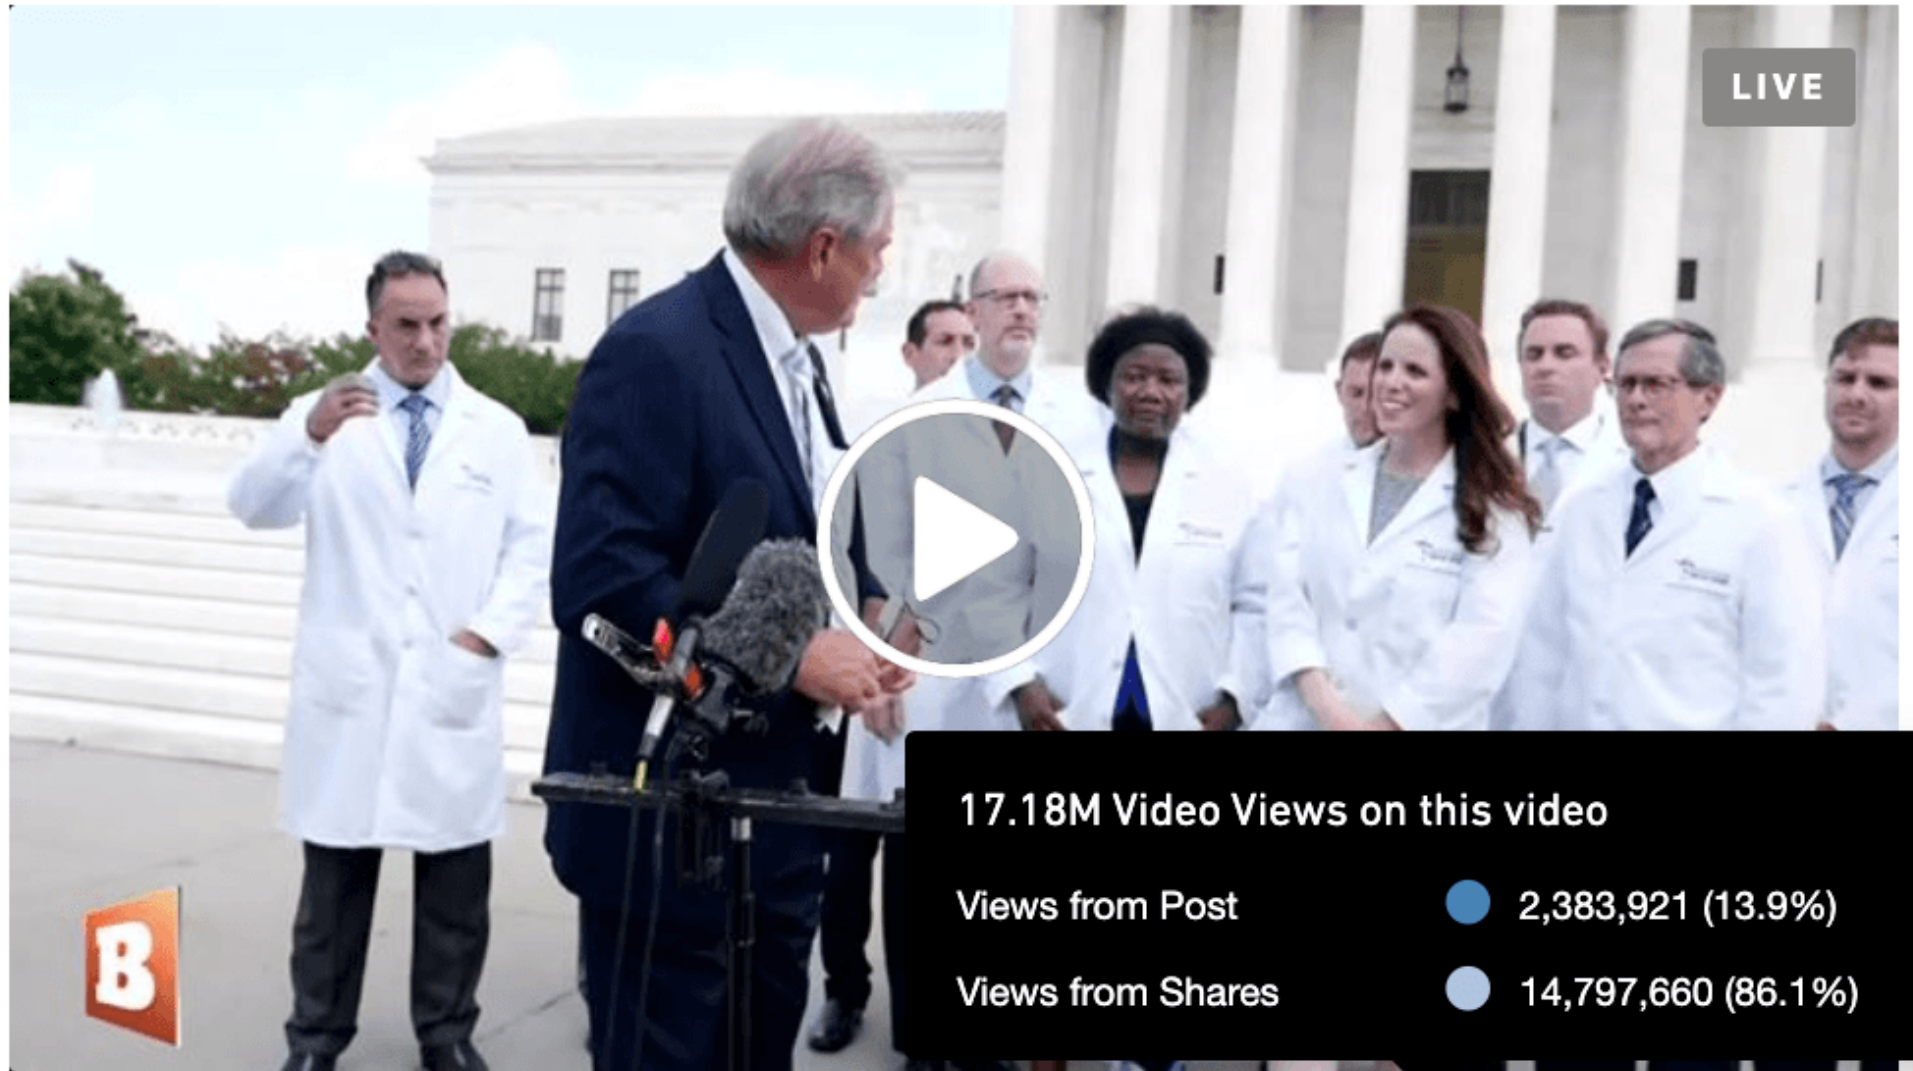 LIVE
B
17.18M Video Views on this video
Views from Post 2,383,921 (13.9%)
Views from Shares 14,797,660 (86.1%)